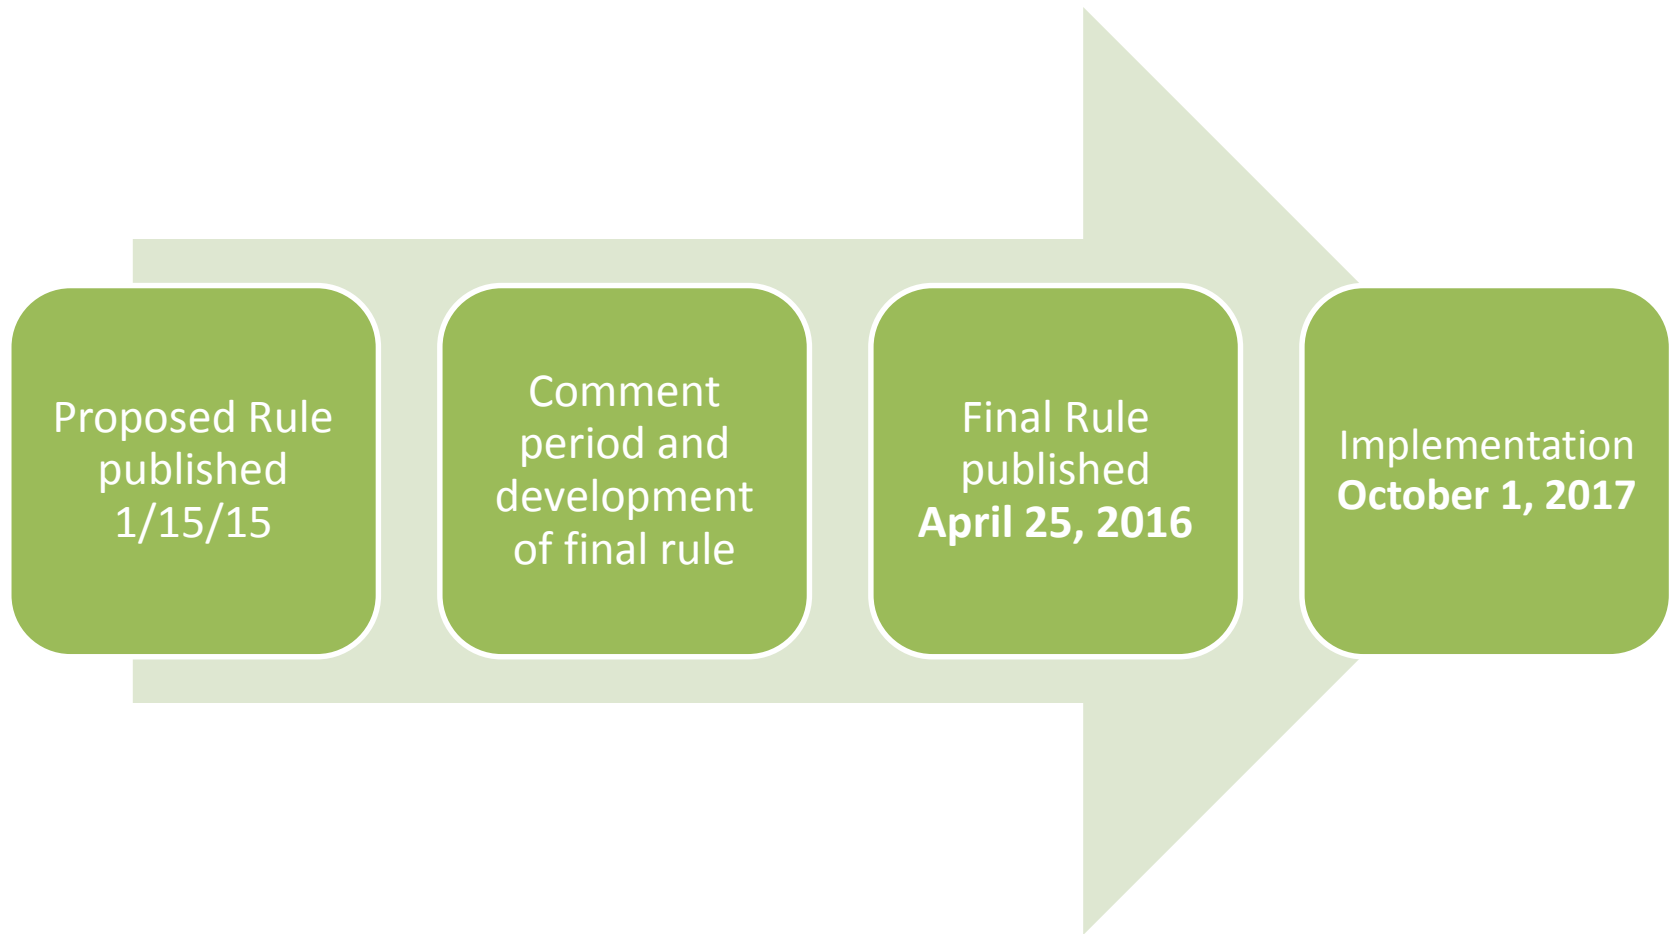 Proposed Rule
published
1/15/15
Comment
period and
development
of final rule
Final Rule
published
April 25, 2016
Implementation
October 1, 2017